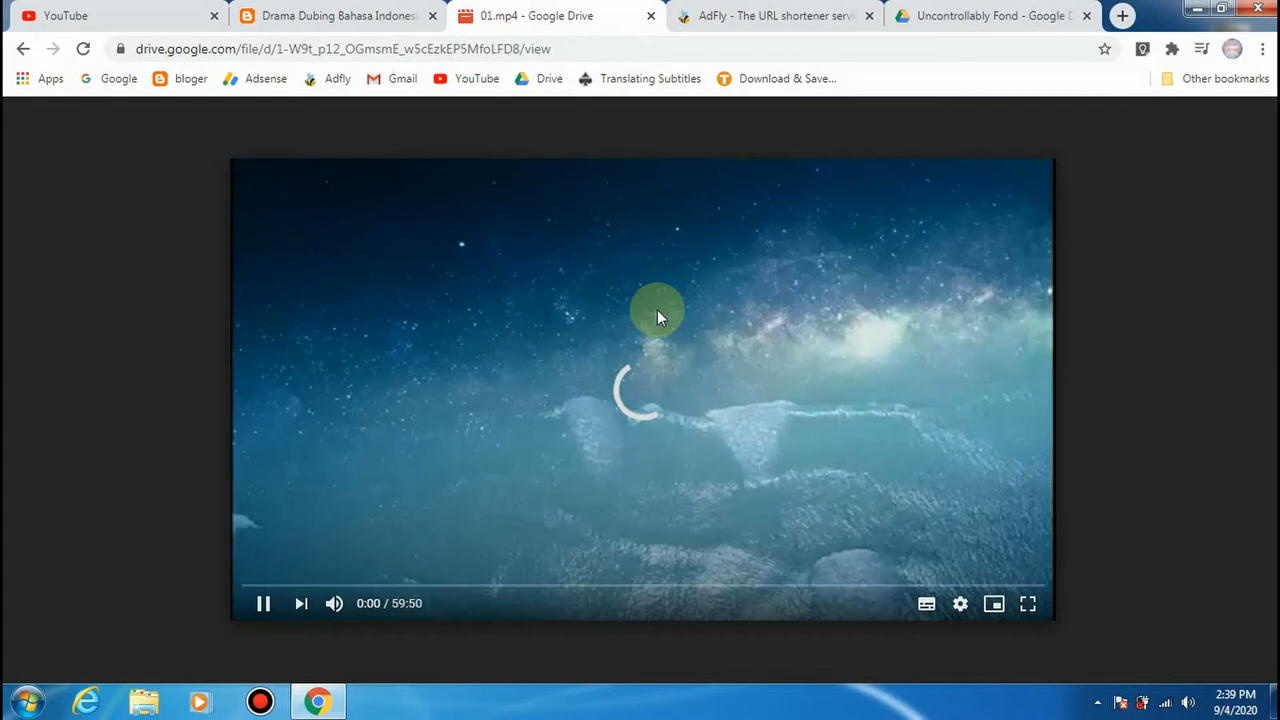 YouTube
Drama Dubing Bahasa Indones
01.mp4 - Google Drive
AdFly - The URL shortener servi
Uncontrollably Fond - Google D
drive.google.com/file/d/1-W9t_p12_OGmsmE_w5cEzkEP5MfoLFD8/view
Apps
Google
bloger
Adsense
Adfly
Gmail
YouTube
Drive
Translating Subtitles
Download & Save...
Other bookmarks
0:00 / 59:50
2:39 PM
9/4/2020